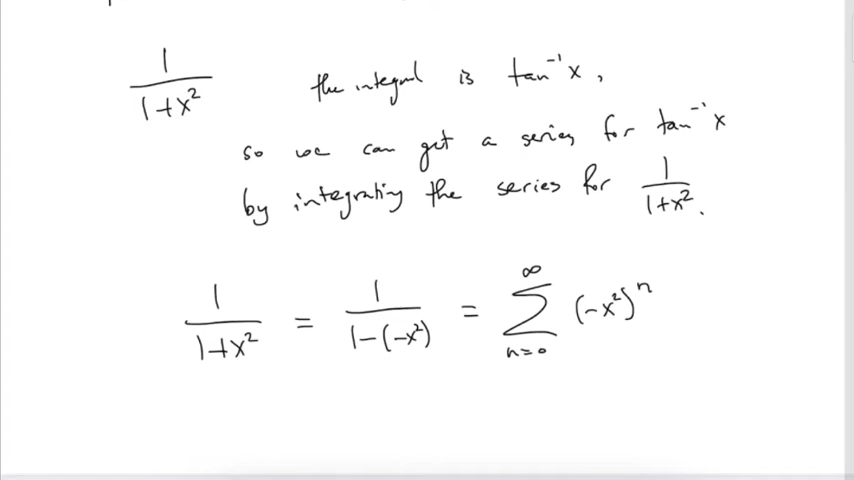 1/(1+x²) the integral is tan⁻¹x,
so we can get a series for tan⁻¹x
by integrating the series for 1/(1+x²).
1/(1+x²) = 1/(1-(-x²)) = ∑_{n=0}^{∞} (-x²)ⁿ